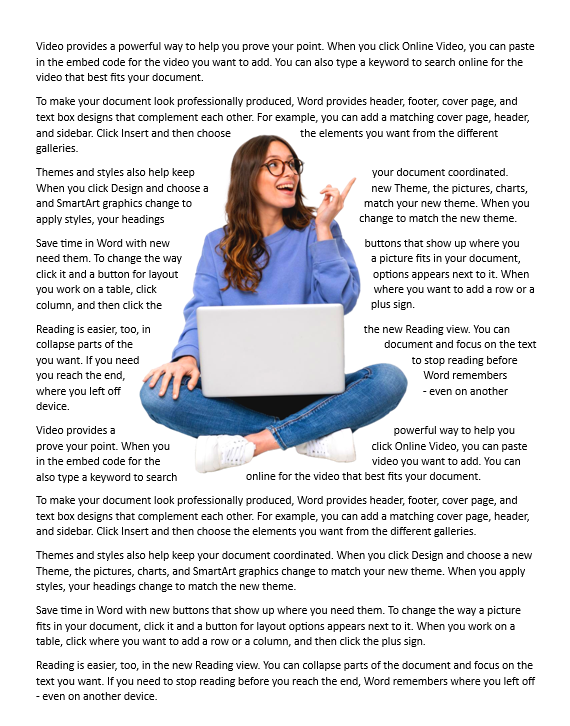 Video provides a powerful way to help you prove your point. When you click Online Video, you can paste
in the embed code for the video you want to add. You can also type a keyword to search online for the
video that best fits your document.
To make your document look professionally produced, Word provides header, footer, cover page, and
text box designs that complement each other. For example, you can add a matching cover page, header,
and sidebar. Click Insert and then choose the elements you want from the different
galleries.
Themes and styles also help keep your document coordinated.
When you click Design and choose a new Theme, the pictures, charts,
and SmartArt graphics change to match your new theme. When you
apply styles, your headings change to match the new theme.
Save time in Word with new buttons that show up where you
need them. To change the way a picture fits in your document,
click it and a button for layout options appears next to it. When
you work on a table, click where you want to add a row or a
column, and then click the plus sign.
Reading is easier, too, in the new Reading view. You can
collapse parts of the document and focus on the text
you want. If you need to stop reading before
you reach the end, Word remembers
where you left off - even on another
device.
Video provides a powerful way to help you
prove your point. When you click Online Video, you can paste
in the embed code for the video you want to add. You can
also type a keyword to search online for the video that best fits your document.
To make your document look professionally produced, Word provides header, footer, cover page, and
text box designs that complement each other. For example, you can add a matching cover page, header,
and sidebar. Click Insert and then choose the elements you want from the different galleries.
Themes and styles also help keep your document coordinated. When you click Design and choose a new
Theme, the pictures, charts, and SmartArt graphics change to match your new theme. When you apply
styles, your headings change to match the new theme.
Save time in Word with new buttons that show up where you need them. To change the way a picture
fits in your document, click it and a button for layout options appears next to it. When you work on a
table, click where you want to add a row or a column, and then click the plus sign.
Reading is easier, too, in the new Reading view. You can collapse parts of the document and focus on the
text you want. If you need to stop reading before you reach the end, Word remembers where you left off
- even on another device.